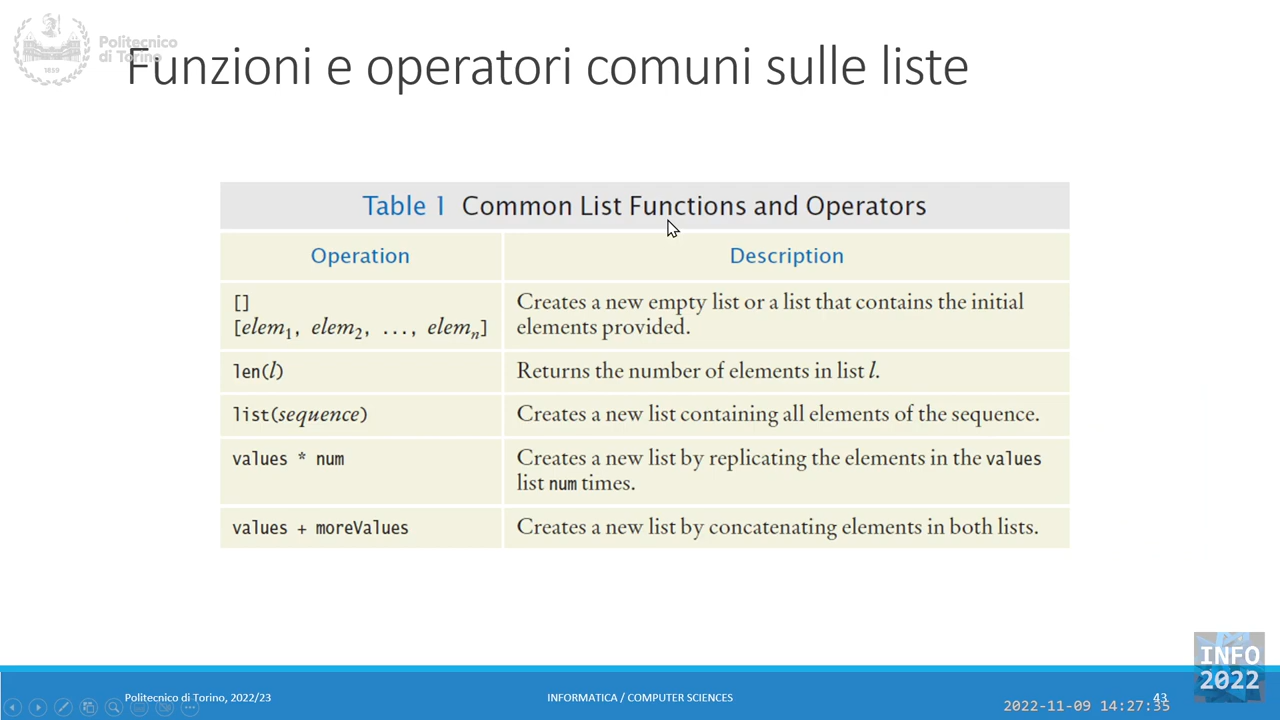 Politecnico
di Torino
1859
Funzioni e operatori comuni sulle liste
Table 1 Common List Functions and Operators
Operation Description
[]
[elem1, elem2, ..., elemn]
Creates a new empty list or a list that contains the initial
elements provided.
len(l) Returns the number of elements in list l.
list(sequence) Creates a new list containing all elements of the sequence.
values * num
Creates a new list by replicating the elements in the values
list num times.
values + moreValues Creates a new list by concatenating elements in both lists.
INFO
2022
Politecnico di Torino, 2022/23 INFORMATICA / COMPUTER SCIENCES 43
2022-11-09 14:27:35